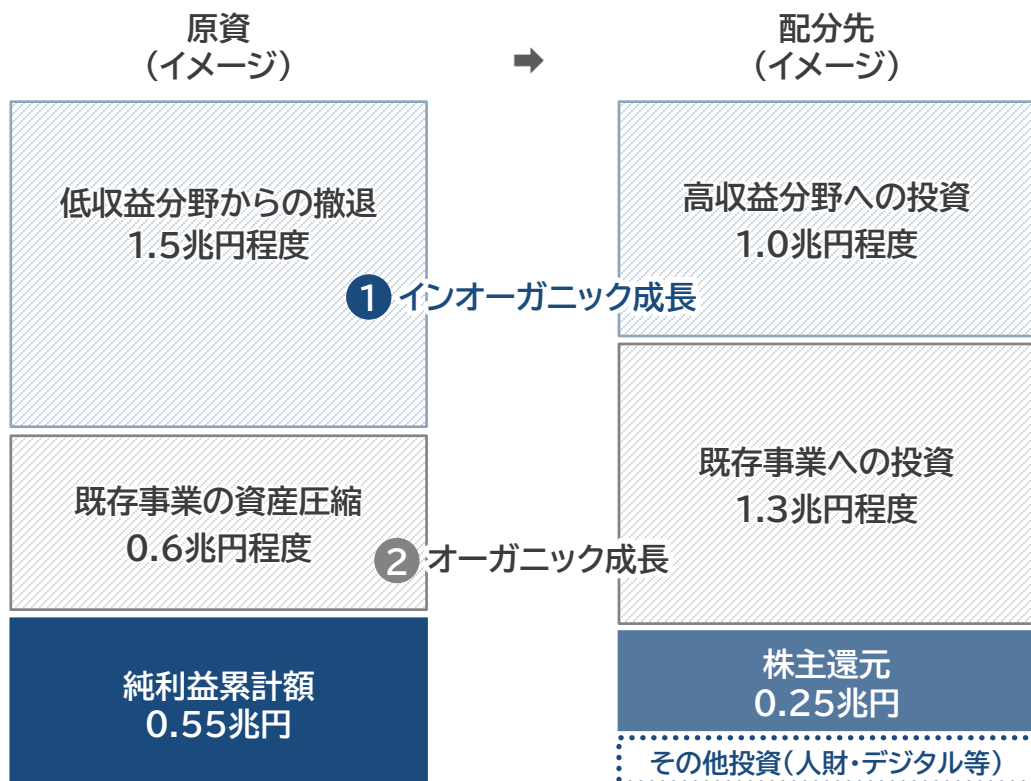 原資
（イメージ）
➡
配分先
（イメージ）
低収益分野からの撤退
1.5兆円程度
高収益分野への投資
1.0兆円程度
1 インオーガニック成長
既存事業の資産圧縮
0.6兆円程度
既存事業への投資
1.3兆円程度
2 オーガニック成長
純利益累計額
0.55兆円
株主還元
0.25兆円
その他投資（人財・デジタル等）